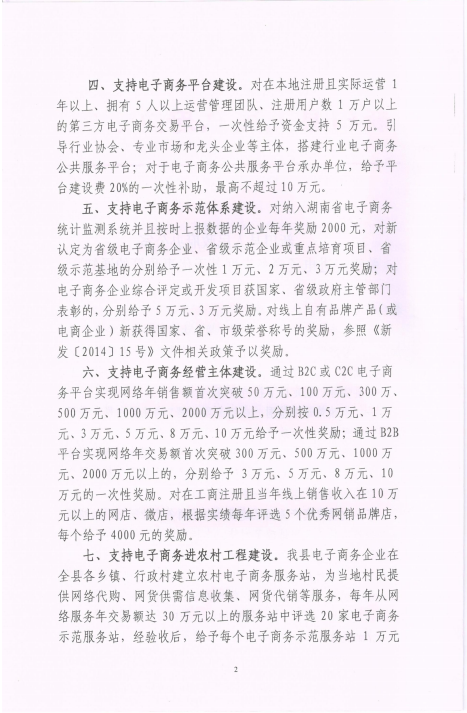 四、支持电子商务平台建设。对在本地注册且实际运营 1
年以上、拥有 5 人以上运营管理团队、注册用户数 1 万户以上
的第三方电子商务交易平台，一次性给予资金支持 5 万元。引
导行业协会、专业市场和龙头企业等主体，搭建行业电子商务
公共服务平台；对于电子商务公共服务平台承办单位，给予平
台建设费 20%的一次性补助，最高不超过 10 万元。
五、支持电子商务示范体系建设。对纳入湖南省电子商务
统计监测系统并且按时上报数据的企业每年奖励 2000 元，对新
认定为省级电子商务企业、省级示范企业或重点培育项目、省
级示范基地的分别给予一次性 1 万元、2 万元、3 万元奖励；对
电子商务企业综合评定或开发项目获国家、省级政府主管部门
表彰的，分别给予 5 万元、3 万元奖励。对线上自有品牌产品（或
电商企业）新获得国家、省、市级荣誉称号的奖励，参照《新
发〔2014〕15 号》文件相关政策予以奖励。
六、支持电子商务经营主体建设。通过 B2C 或 C2C 电子商
务平台实现网络年销售额首次突破 50 万元、100 万元、300 万、
500 万元、1000 万元、2000 万元以上，分别按 0.5 万元、1 万
元、3 万元、5 万元、8 万元、10 万元给予一次性奖励；通过 B2B
平台实现网络年交易额首次突破 300 万元、500 万元、1000 万
元、2000 万元以上的，分别给予 3 万元、5 万元、8 万元、10
万元的一次性奖励。对在工商注册且当年线上销售收入在 10 万
元以上的网店、微店，根据实绩每年评选 5 个优秀网销品牌店，
每个给予 4000 元的奖励。
七、支持电子商务进农村工程建设。我县电子商务企业在
全县各乡镇、行政村建立农村电子商务服务站，为当地村民提
供网络代购、网货供需信息收集、网货代销等服务，每年从网
络服务年交易额达 30 万元以上的服务站中评选 20 家电子商务
示范服务站，经验收后，给予每个电子商务示范服务站 1 万元
2